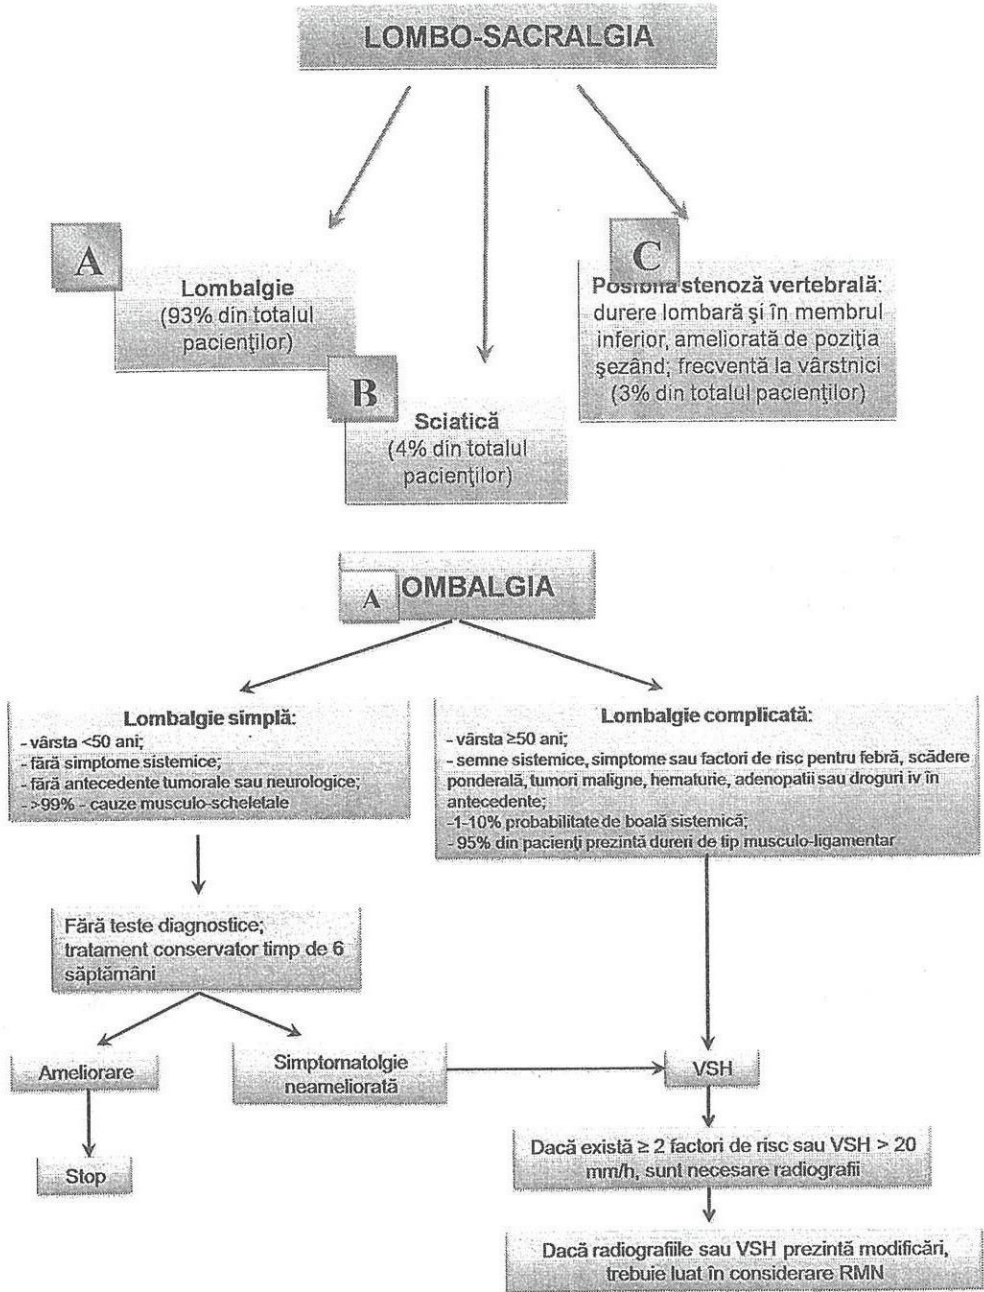 LOMBO-SACRALGIA
A
Lombalgie
(93% din totalul
pacienţilor)
B
Sciatică
(4% din totalul
pacienţilor)
C
Posibilă stenoză vertebrală:
durere lombară şi în membrul
inferior, ameliorată de poziţia
şezând; frecventă la vârstnici
(3% din totalul pacienţilor)
A
OMBALGIA
Lombalgie simplă:
- vârsta <50 ani;
- fără simptome sistemice;
- fără antecedente tumorale sau neurologice;
- >99% - cauze musculo-scheletale
Lombalgie complicată:
- vârsta ≥50 ani;
- semne sistemice, simptome sau factori de risc pentru febră, scădere
ponderală, tumori maligne, hematurie, adenopatii sau droguri iv în
antecedente;
-1-10% probabilitate de boală sistemică;
- 95% din pacienţi prezintă dureri de tip musculo-ligamentar
Fără teste diagnostice;
tratament conservator timp de 6
săptămâni
Ameliorare
Simptomatolgie
neameliorată
VSH
Stop
Dacă există ≥ 2 factori de risc sau VSH > 20
mm/h, sunt necesare radiografii
Dacă radiografiile sau VSH prezintă modificări,
trebuie luat în considerare RMN